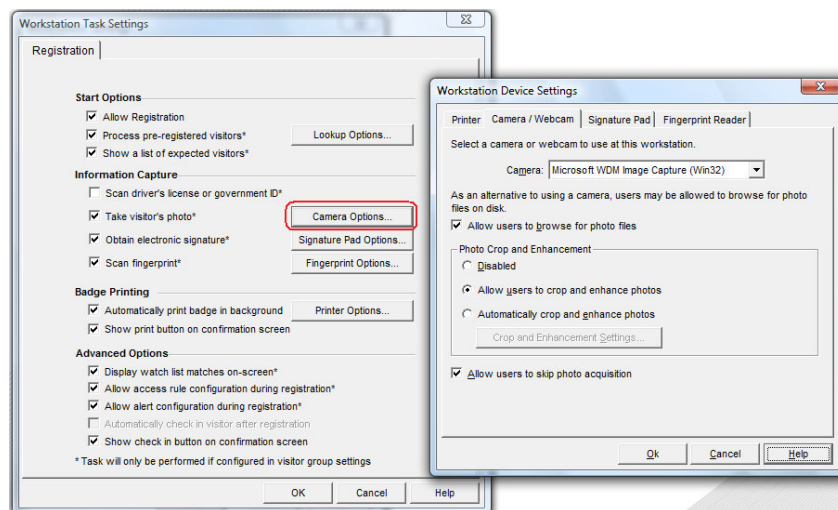 Workstation Task Settings
Registration
Start Options
Allow Registration
Process pre-registered visitors*
Lookup Options...
Show a list of expected visitors*
Information Capture
Scan driver's license or government ID*
Take visitor's photo*
Camera Options...
Obtain electronic signature*
Signature Pad Options...
Scan fingerprint*
Fingerprint Options...
Badge Printing
Automatically print badge in background
Printer Options...
Show print button on confirmation screen
Advanced Options
Display watch list matches on-screen*
Allow access rule configuration during registration*
Allow alert configuration during registration*
Automatically check in visitor after registration
Show check in button on confirmation screen
* Task will only be performed if configured in visitor group settings
OK Cancel Help
Workstation Device Settings
Printer Camera / Webcam Signature Pad Fingerprint Reader
Select a camera or webcam to use at this workstation.
Camera: Microsoft WDM Image Capture (Win32)
As an alternative to using a camera, users may be allowed to browse for photo
files on disk.
Allow users to browse for photo files
Photo Crop and Enhancement
Disabled
Allow users to crop and enhance photos
Automatically crop and enhance photos
Crop and Enhancement Settings...
Allow users to skip photo acquisition
Ok Cancel Help